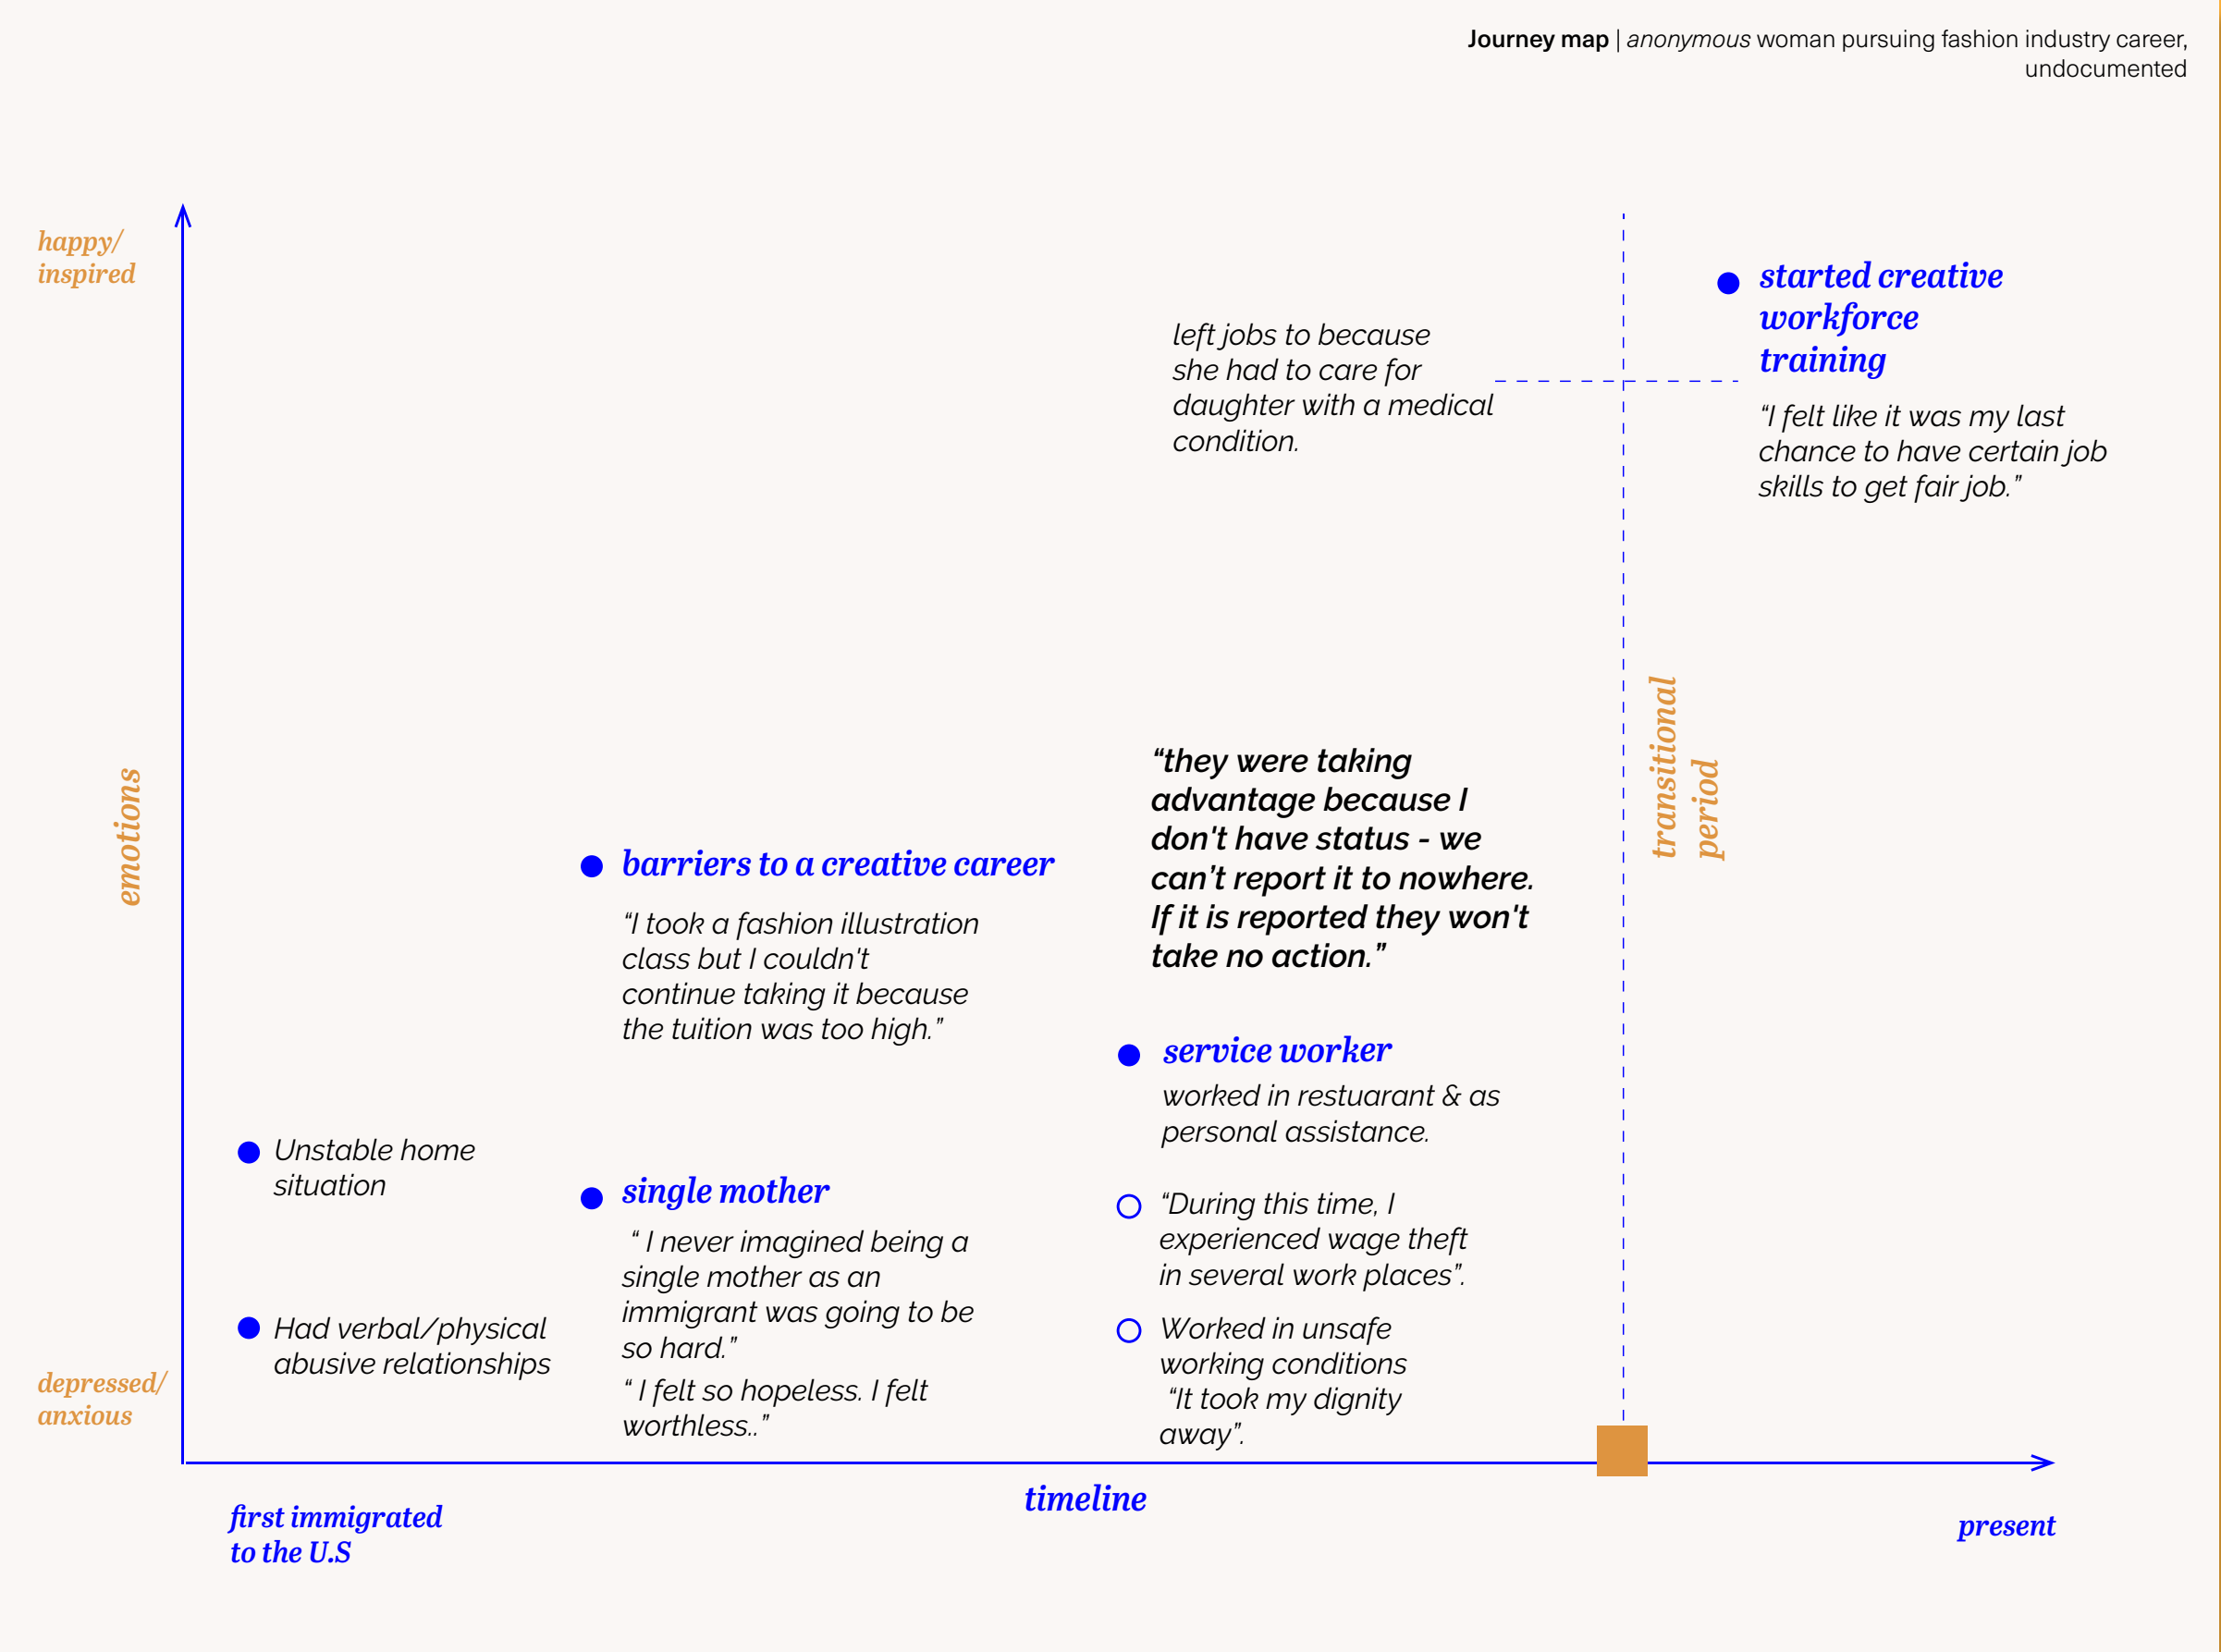 Journey map | anonymous woman pursuing fashion industry career,
undocumented
happy/
inspired
emotions
depressed/
anxious
Unstable home
situation
Had verbal/physical
abusive relationships
barriers to a creative career
“I took a fashion illustration
class but I couldn't
continue taking it because
the tuition was too high.”
single mother
“ I never imagined being a
single mother as an
immigrant was going to be
so hard.”
“ I felt so hopeless. I felt
worthless..”
left jobs to because
she had to care for
daughter with a medical
condition.
“they were taking
advantage because I
don't have status - we
can’t report it to nowhere.
If it is reported they won't
take no action.”
service worker
worked in restuarant & as
personal assistance.
“During this time, I
experienced wage theft
in several work places”.
Worked in unsafe
working conditions
“It took my dignity
away”.
transitional
period
started creative
workforce
training
“I felt like it was my last
chance to have certain job
skills to get fair job.”
timeline
first immigrated
to the U.S
present